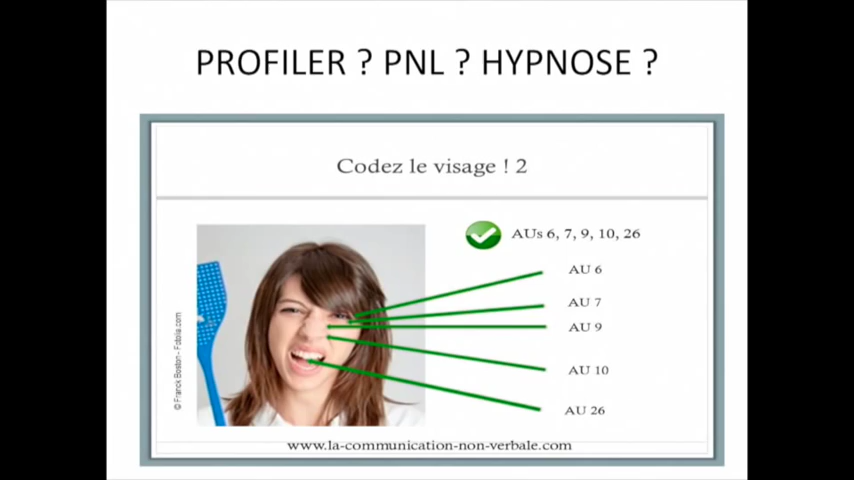 PROFILER ? PNL ? HYPNOSE ?
Codez le visage ! 2
AUs 6, 7, 9, 10, 26
AU 6
AU 7
AU 9
AU 10
AU 26
© Franck Boston - Fotolia.com
www.la-communication-non-verbale.com